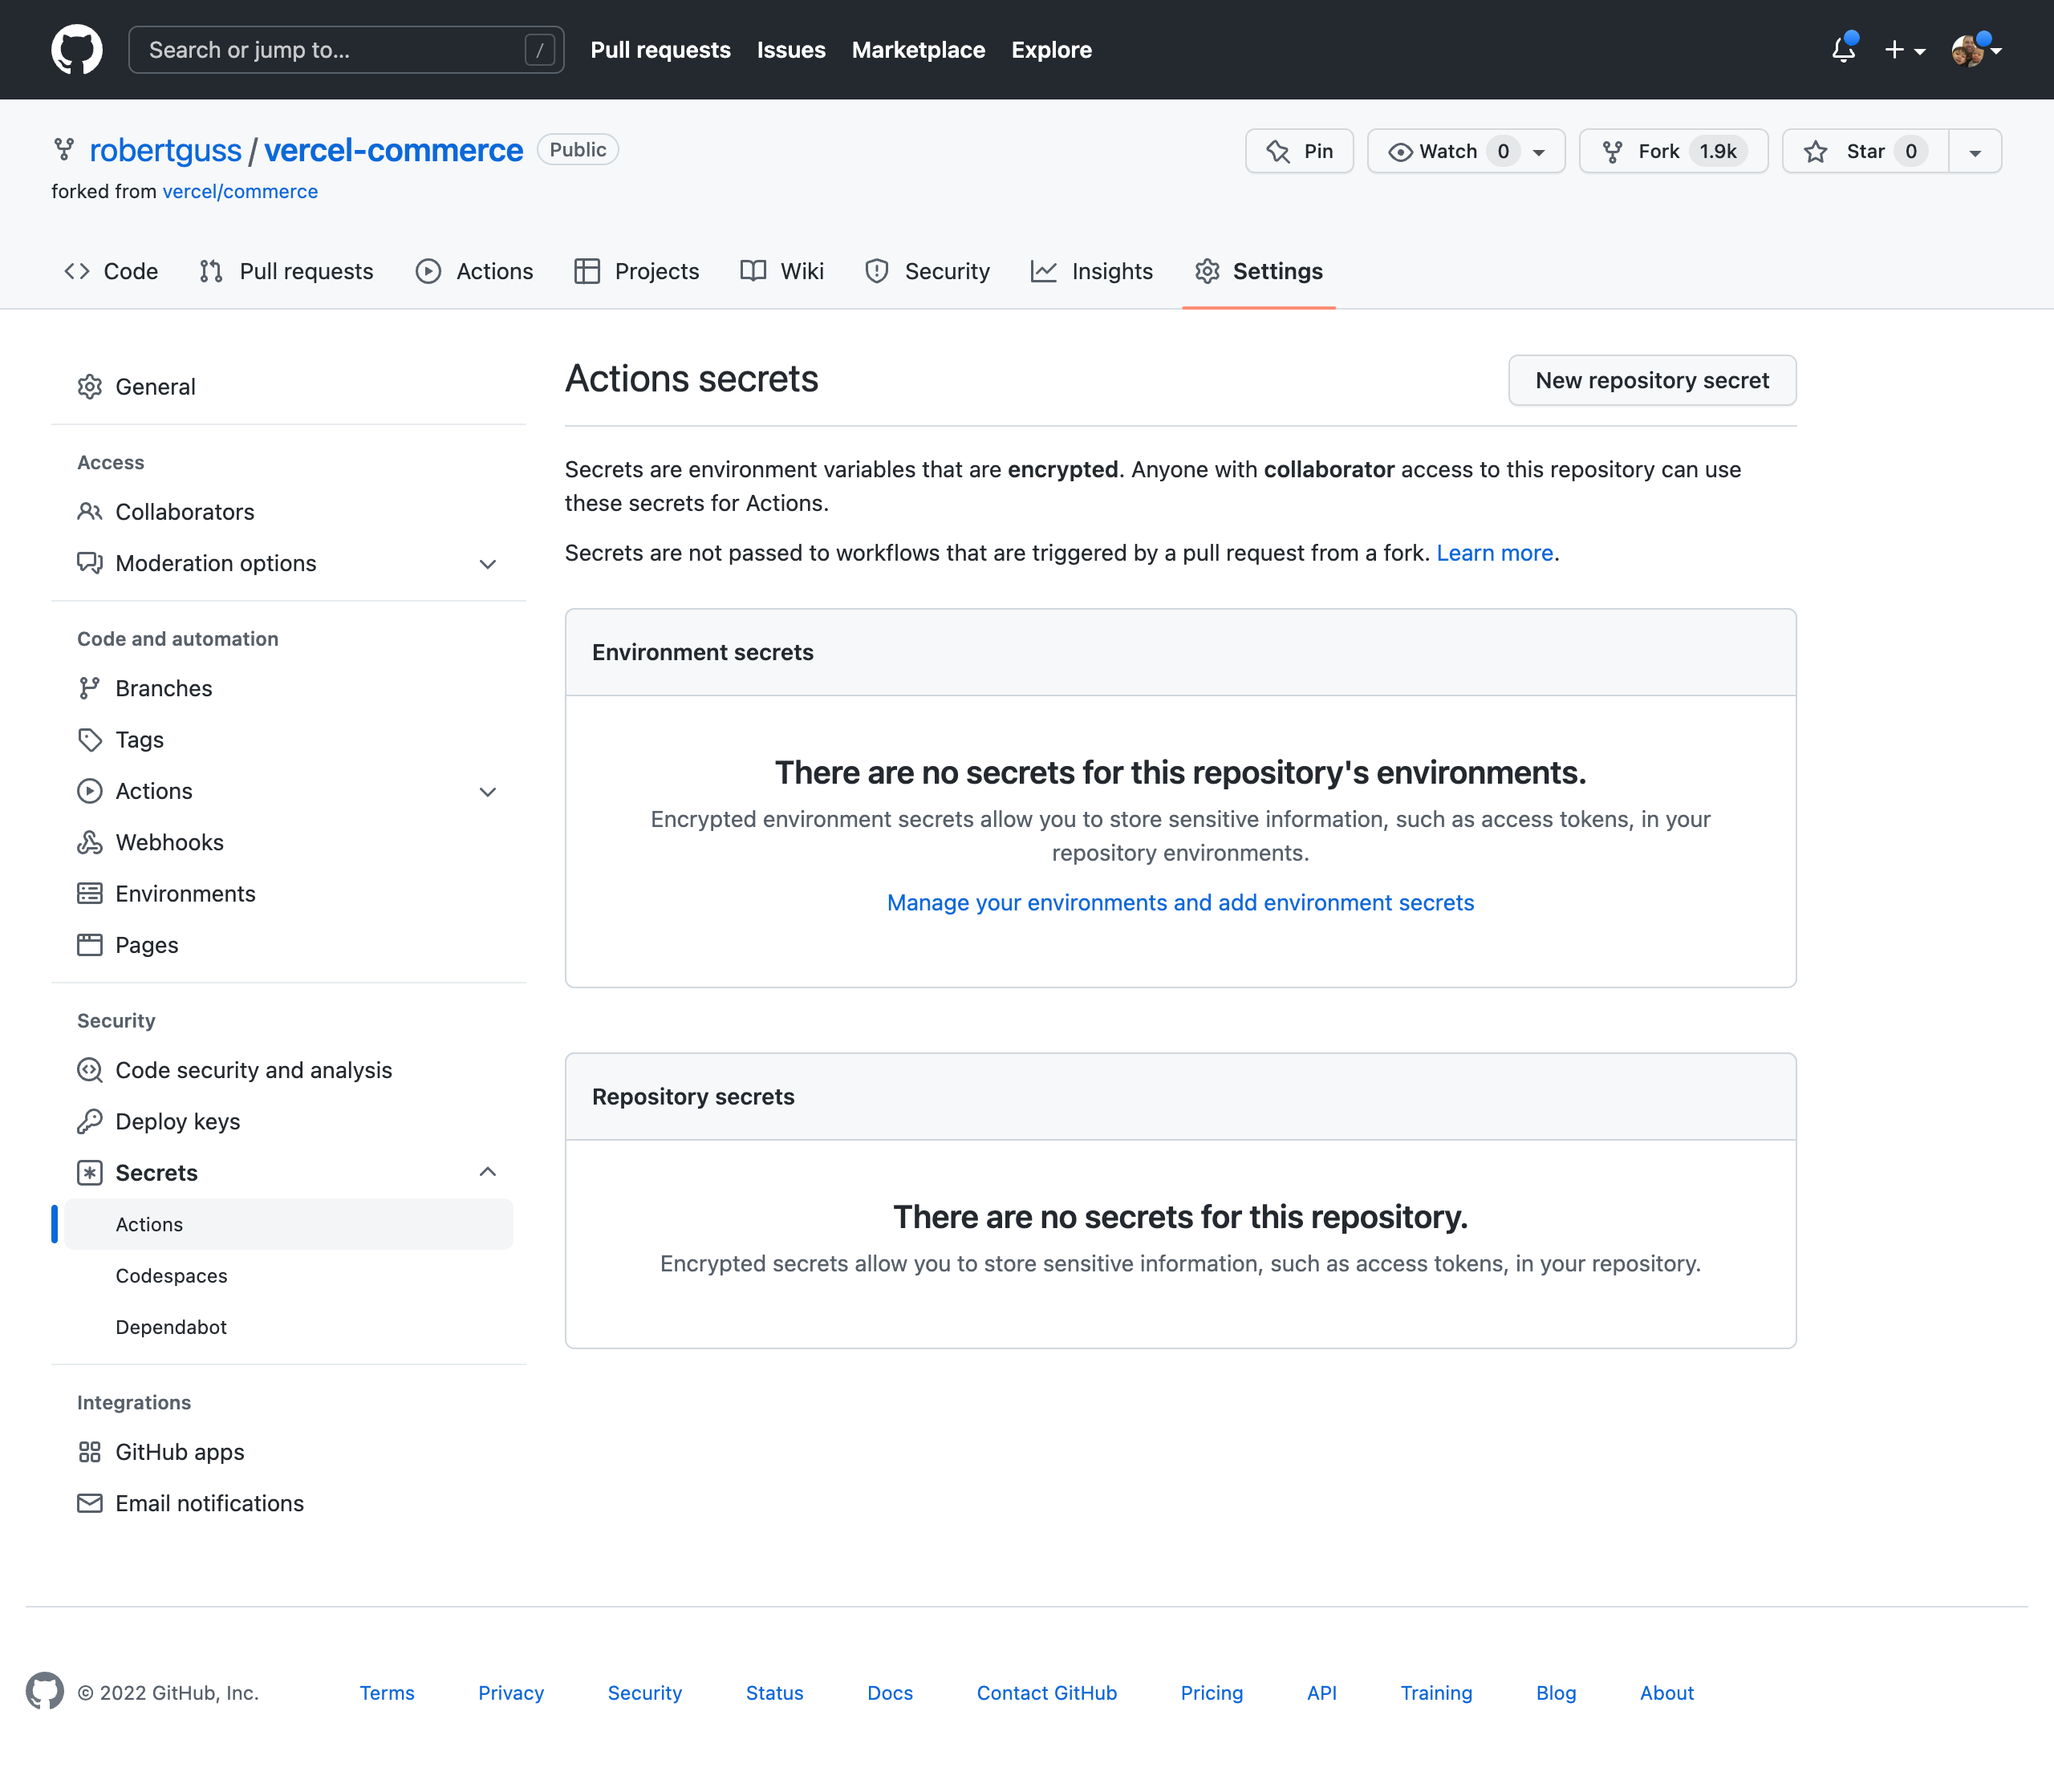 Search or jump to... /
Pull requests Issues Marketplace Explore
robertguss / vercel-commerce Public
Pin Watch 0 Fork 1.9k Star 0
forked from vercel/commerce
Code Pull requests Actions Projects Wiki Security Insights Settings
General
Access
Collaborators
Moderation options
Code and automation
Branches
Tags
Actions
Webhooks
Environments
Pages
Security
Code security and analysis
Deploy keys
Secrets
Actions
Codespaces
Dependabot
Integrations
GitHub apps
Email notifications
Actions secrets
New repository secret
Secrets are environment variables that are encrypted. Anyone with collaborator access to this repository can use
these secrets for Actions.
Secrets are not passed to workflows that are triggered by a pull request from a fork. Learn more.
Environment secrets
There are no secrets for this repository's environments.
Encrypted environment secrets allow you to store sensitive information, such as access tokens, in your
repository environments.
Manage your environments and add environment secrets
Repository secrets
There are no secrets for this repository.
Encrypted secrets allow you to store sensitive information, such as access tokens, in your repository.
© 2022 GitHub, Inc. Terms Privacy Security Status Docs Contact GitHub Pricing API Training Blog About